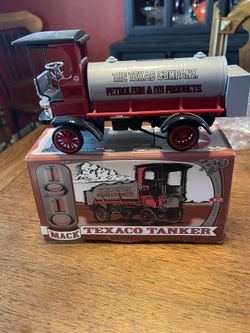 THE TEXAS COMPANY
PETROLEUM & ITS PRODUCTS
1910
MACK
TEXACO TANKER